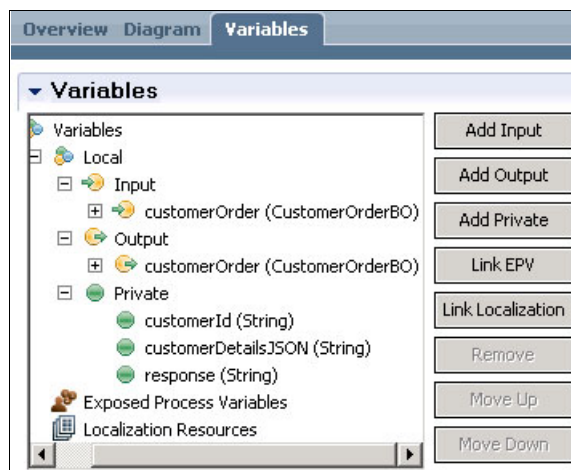 Overview Diagram Variables
Variables
Variables
Local
Input
customerOrder (CustomerOrderBO)
Output
customerOrder (CustomerOrderBO)
Private
customerId (String)
customerDetailsJSON (String)
response (String)
Exposed Process Variables
Localization Resources
Add Input
Add Output
Add Private
Link EPV
Link Localization
Remove
Move Up
Move Down